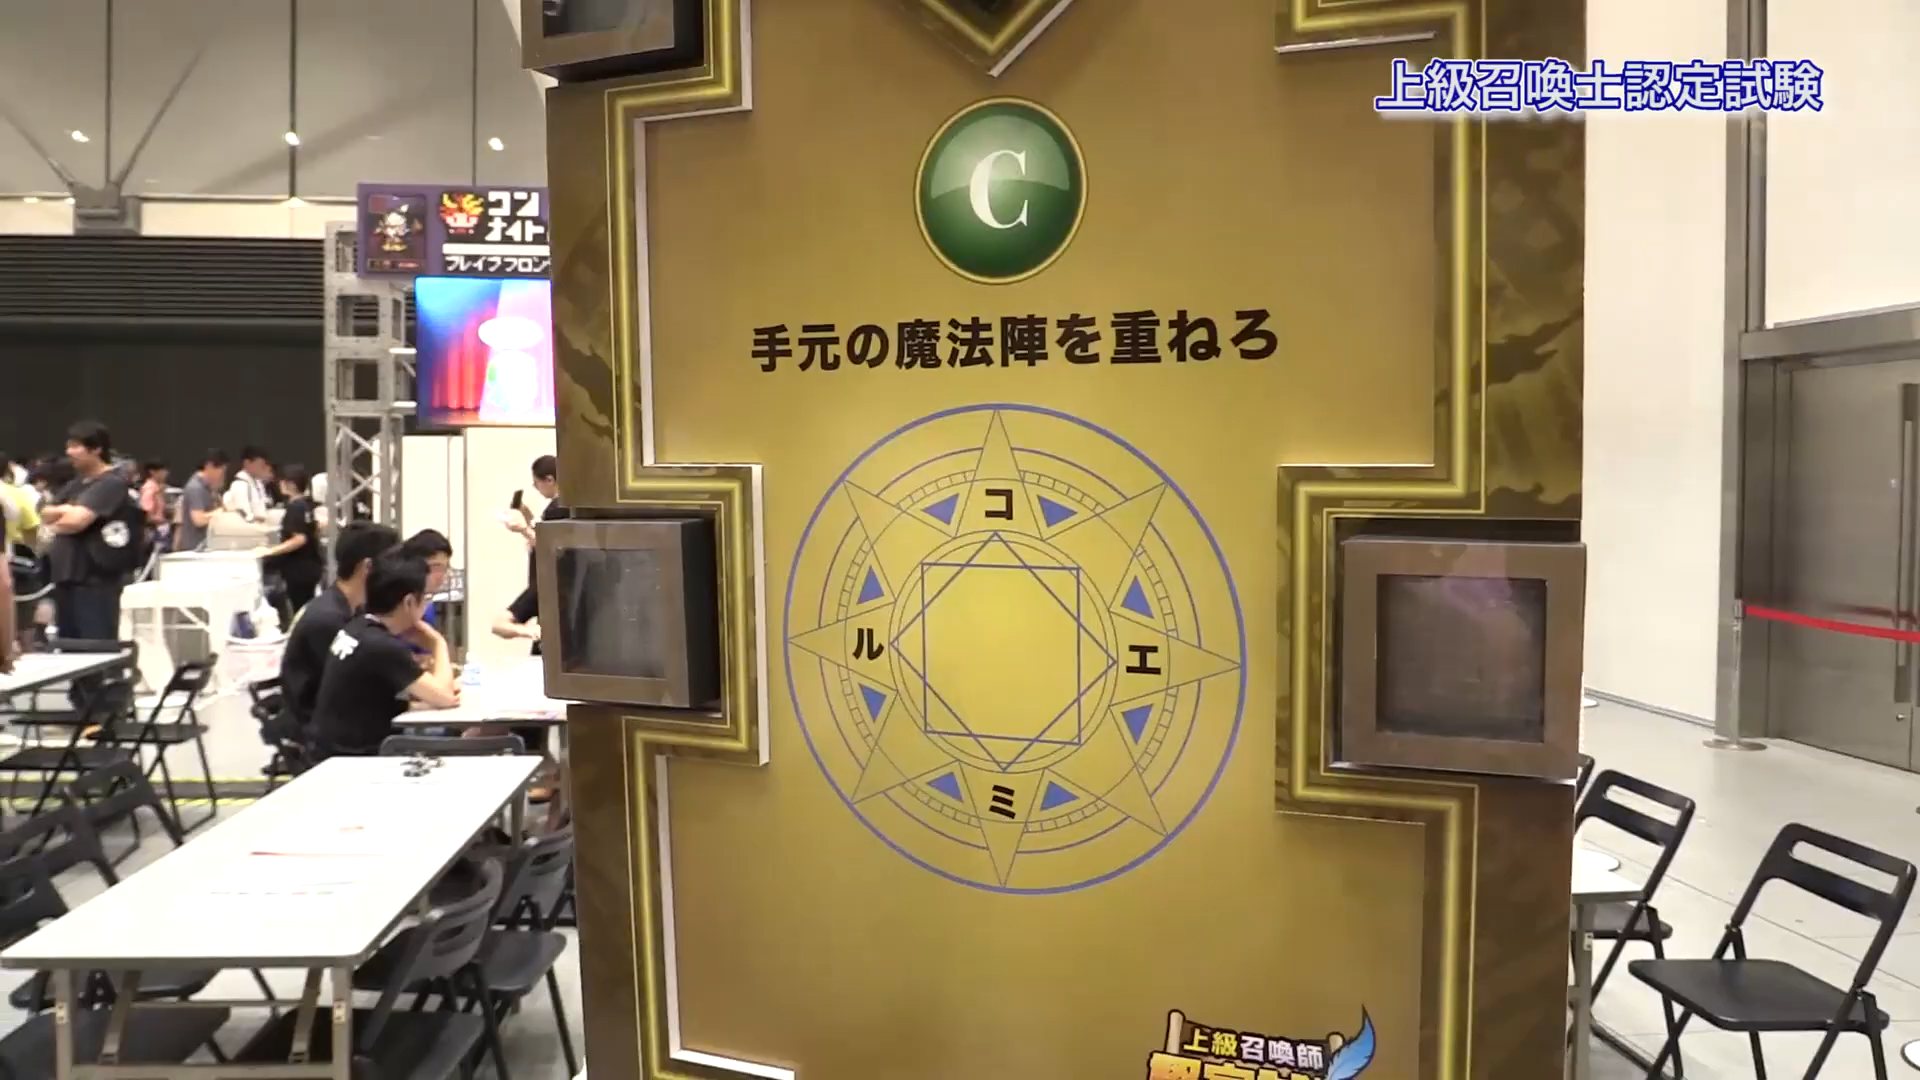 上級召喚士認定試験
コン
ナイト
ブレイブフロン
C
手元の魔法陣を重ねろ
コ
ル
エ
ミ
上級召喚師